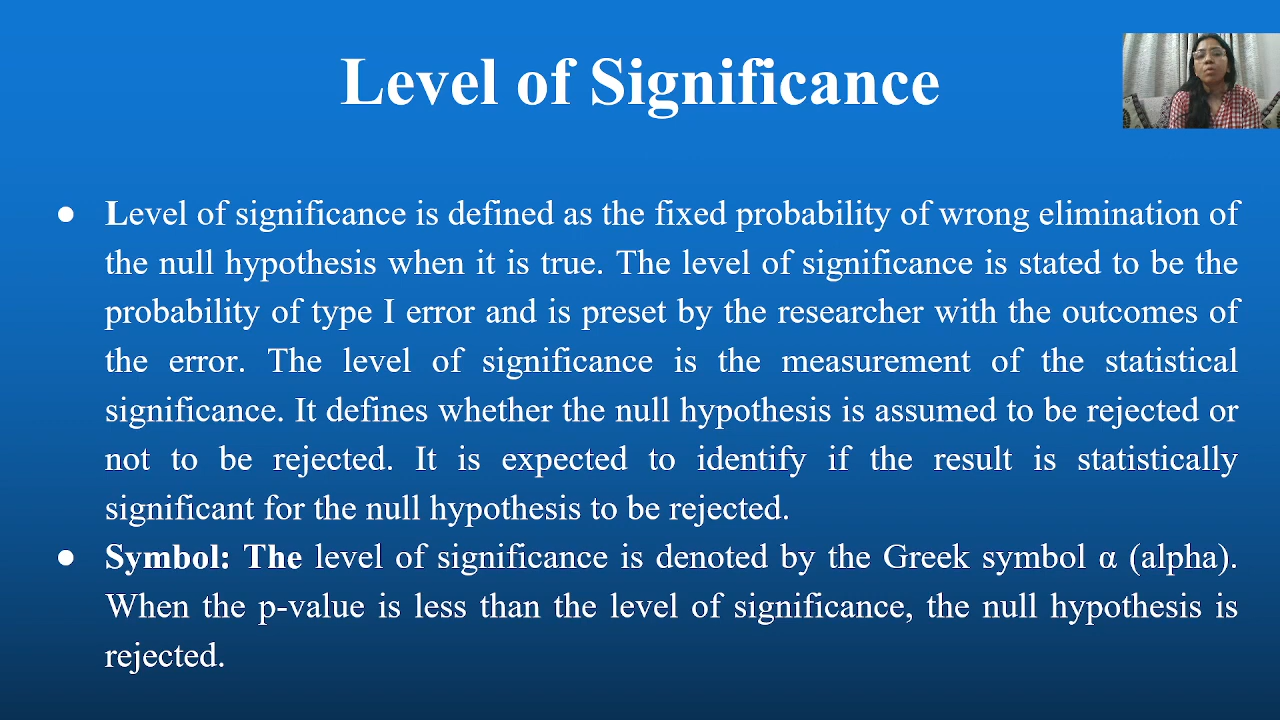 Level of Significance
● Level of significance is defined as the fixed probability of wrong elimination of
the null hypothesis when it is true. The level of significance is stated to be the
probability of type I error and is preset by the researcher with the outcomes of
the error. The level of significance is the measurement of the statistical
significance. It defines whether the null hypothesis is assumed to be rejected or
not to be rejected. It is expected to identify if the result is statistically
significant for the null hypothesis to be rejected.
● Symbol: The level of significance is denoted by the Greek symbol α (alpha).
When the p-value is less than the level of significance, the null hypothesis is
rejected.